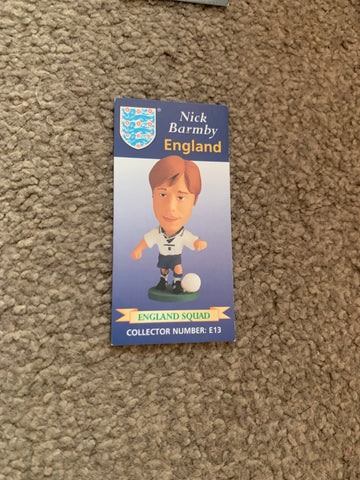 Nick
Barmby
England
ENGLAND SQUAD
COLLECTOR NUMBER: E13